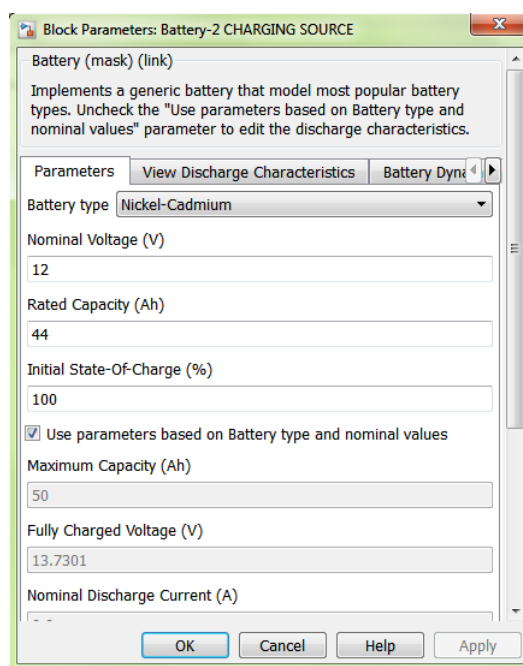 Block Parameters: Battery-2 CHARGING SOURCE
Battery (mask) (link)
Implements a generic battery that model most popular battery
types. Uncheck the "Use parameters based on Battery type and
nominal values" parameter to edit the discharge characteristics.
Parameters View Discharge Characteristics Battery
Battery type Nickel-Cadmium
Nominal Voltage (V)
12
Rated Capacity (Ah)
44
Initial State-Of-Charge (%)
100
Use parameters based on Battery type and nominal values
Maximum Capacity (Ah)
50
Fully Charged Voltage (V)
13.7301
Nominal Discharge Current (A)
OK Cancel Help Apply